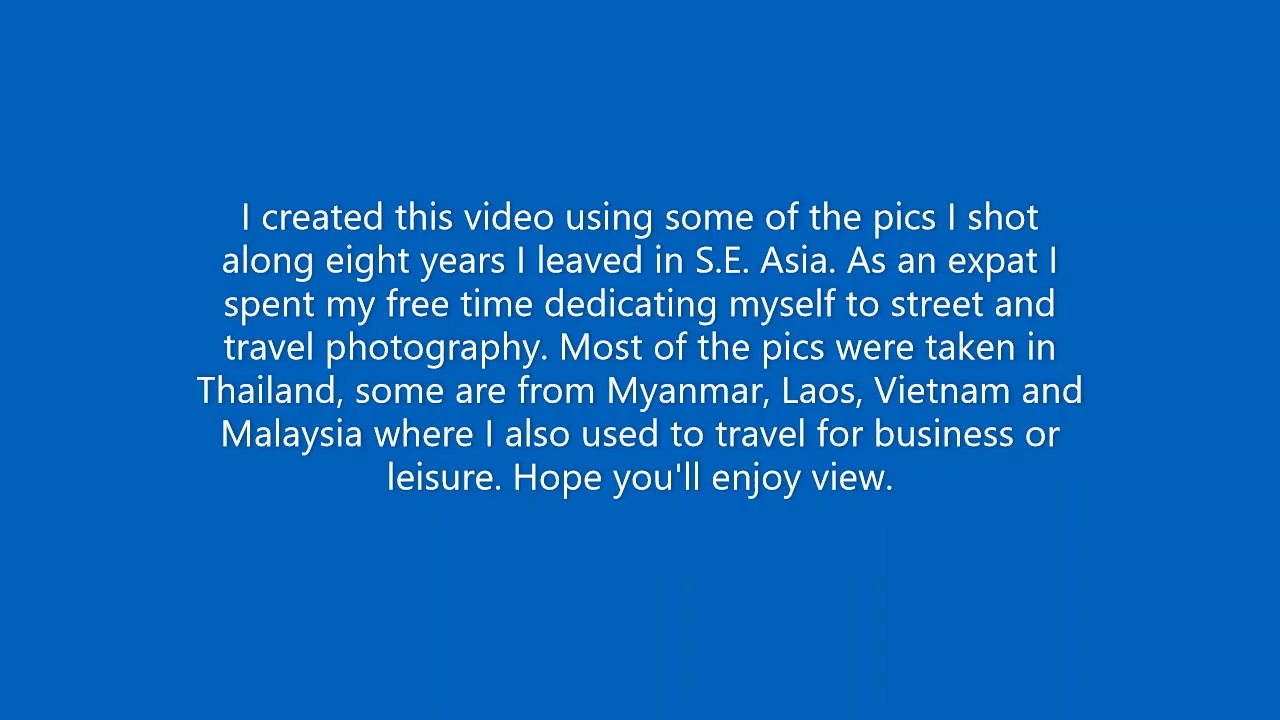 I created this video using some of the pics I shot
along eight years I leaved in S.E. Asia. As an expat I
spent my free time dedicating myself to street and
travel photography. Most of the pics were taken in
Thailand, some are from Myanmar, Laos, Vietnam and
Malaysia where I also used to travel for business or
leisure. Hope you'll enjoy view.